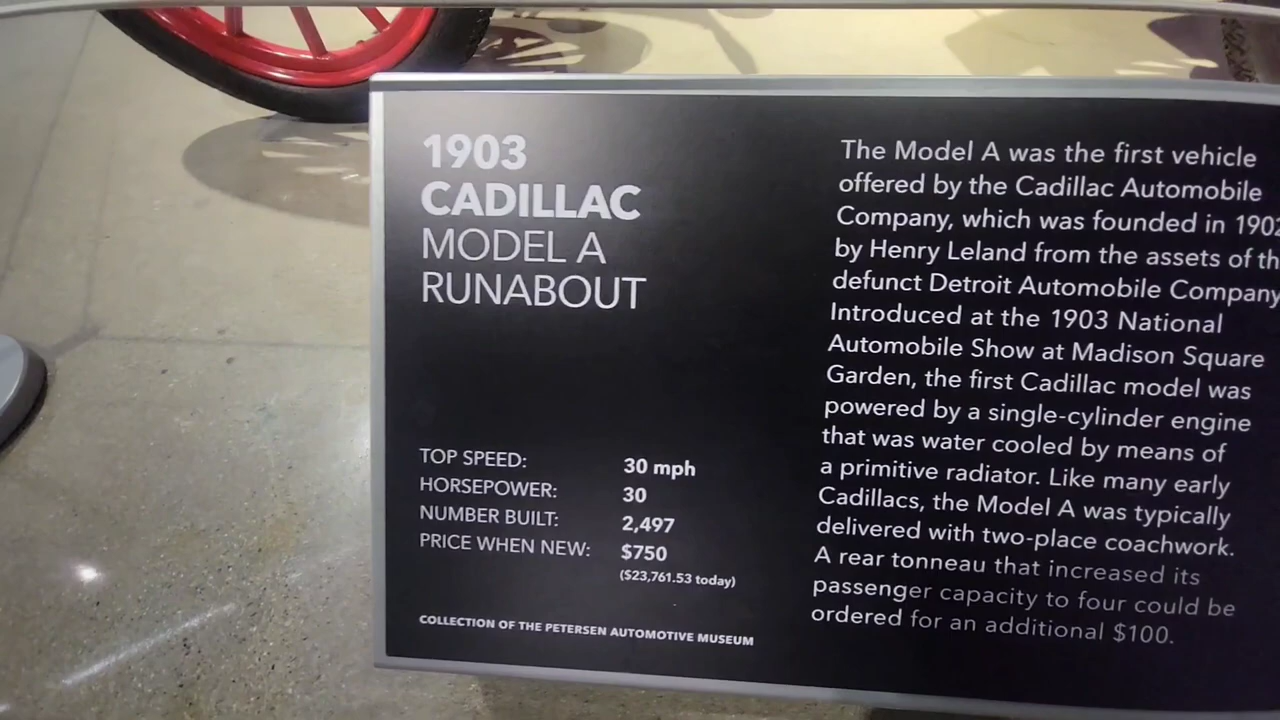 1903
CADILLAC
MODEL A
RUNABOUT
TOP SPEED: 30 mph
HORSEPOWER: 30
NUMBER BUILT: 2,497
PRICE WHEN NEW: $750
($23,761.53 today)
COLLECTION OF THE PETERSEN AUTOMOTIVE MUSEUM
The Model A was the first vehicle
offered by the Cadillac Automobile
Company, which was founded in 1902
by Henry Leland from the assets of th
defunct Detroit Automobile Company
Introduced at the 1903 National
Automobile Show at Madison Square
Garden, the first Cadillac model was
powered by a single-cylinder engine
that was water cooled by means of
a primitive radiator. Like many early
Cadillacs, the Model A was typically
delivered with two-place coachwork.
A rear tonneau that increased its
passenger capacity to four could be
ordered for an additional $100.